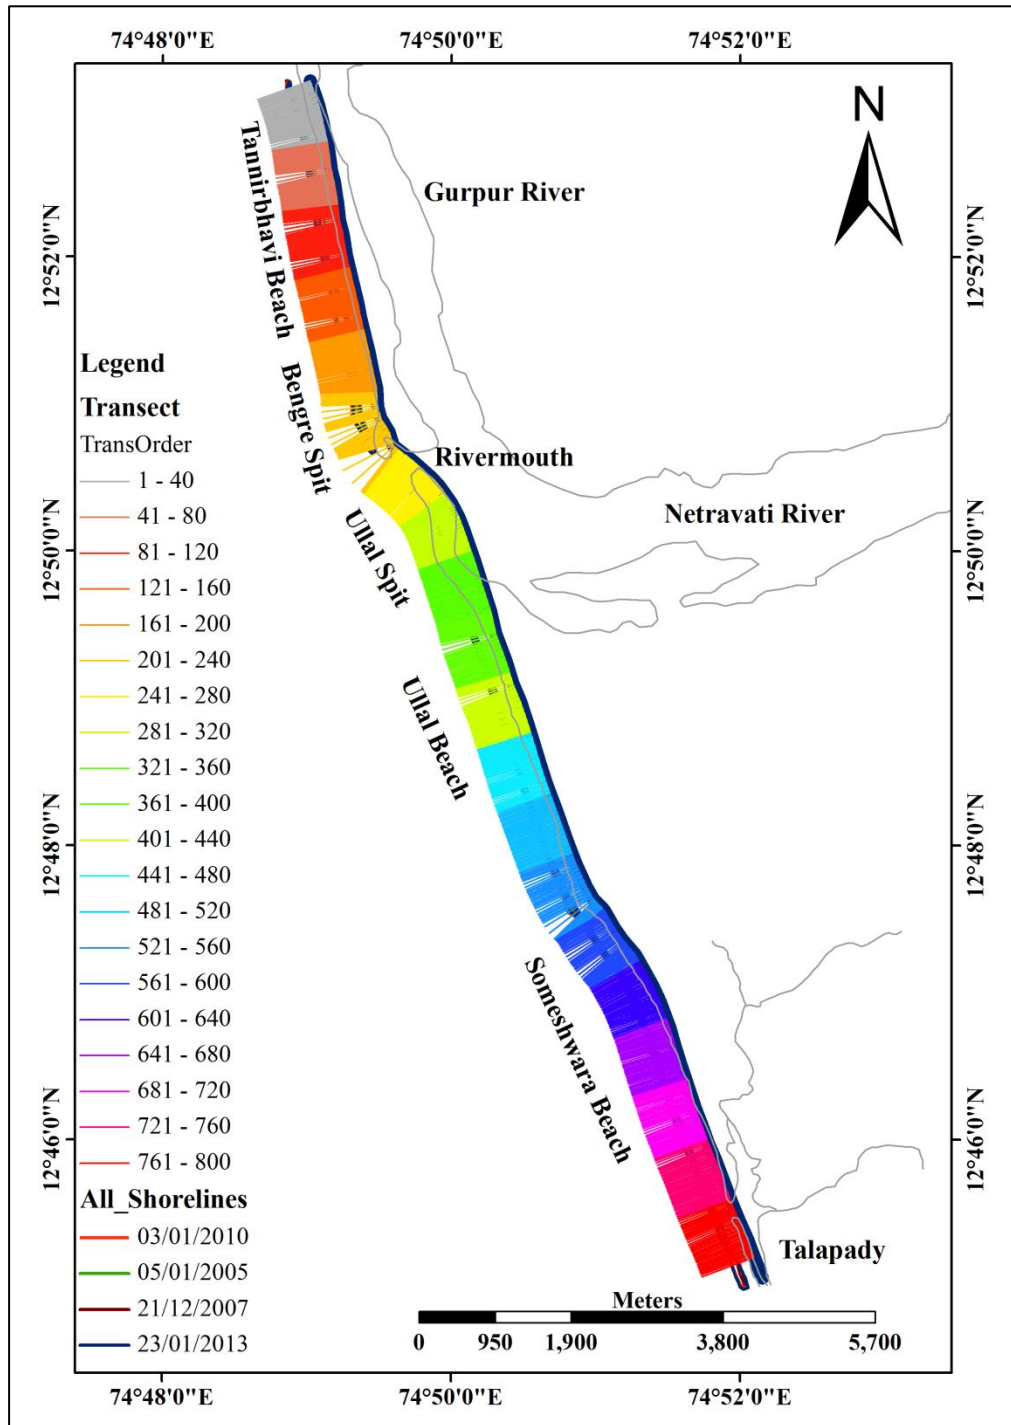 74°48'0"E 74°50'0"E 74°52'0"E
N
Tannirbhavi Beach
Gurpur River
12°52'0"N
12°52'0"N
Bengre Spit
Rivermouth
Netravati River
Ullal Spit
12°50'0"N
12°50'0"N
Ullal Beach
12°48'0"N
12°48'0"N
Someshwara Beach
12°46'0"N
12°46'0"N
Talapady
Legend
Transect
TransOrder
1 - 40
41 - 80
81 - 120
121 - 160
161 - 200
201 - 240
241 - 280
281 - 320
321 - 360
361 - 400
401 - 440
441 - 480
481 - 520
521 - 560
561 - 600
601 - 640
641 - 680
681 - 720
721 - 760
761 - 800
All_Shorelines
03/01/2010
05/01/2005
21/12/2007
23/01/2013
Meters
0 950 1,900 3,800 5,700
74°48'0"E 74°50'0"E 74°52'0"E